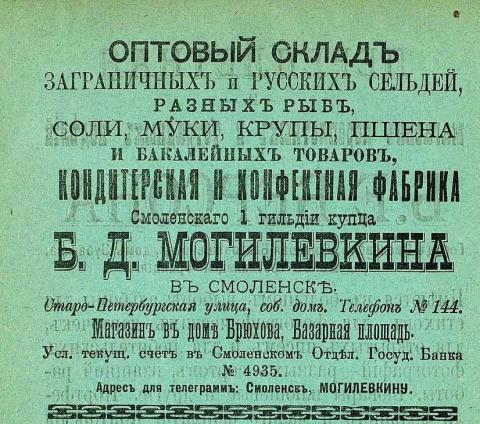 ОПТОВЫЙ СКЛАДЪ
ЗАГРАНИЧНЫХЪ и РУССКИХЪ СЕЛЬДЕЙ,
РАЗНЫХЪ РЫБЪ,
СОЛИ, МУКИ, КРУПЫ, ПШЕНА
И БАКАЛЕЙНЫХЪ ТОВАРОВЪ,
КОНДИТЕРСКАЯ И КОНФЕКТНАЯ ФАБРИКА
Смоленскаго 1 гильдіи купца
Б. Д. МОГИЛЕВКИНА
ВЪ СМОЛЕНСКѢ.
Старо-Петербургская улица, соб. домъ. Телефонъ № 144.
Магазинъ въ домѣ Брюхова, Базарная площадь.
Усл. текущ. счетъ въ Смоленскомъ Отдѣл. Госуд. Банка
№ 4935.
Адресъ для телеграммъ: Смоленскъ, МОГИЛЕВКИНУ.